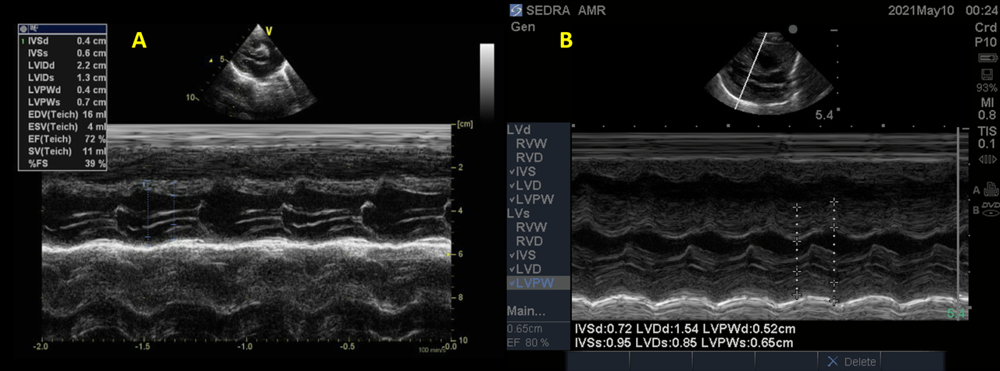 A
1 IVSd 0.4 cm
IVSs 0.6 cm
LVIDd 2.2 cm
LVIDs 1.3 cm
LVPWd 0.4 cm
LVPWs 0.7 cm
EDV(Teich) 16 ml
ESV(Teich) 4 ml
EF(Teich) 72 %
SV(Teich) 11 ml
%FS 39 %
V
5
10
[cm]
2
4
6
8
10
-2.0 -1.5 -1.0 -0.5 -0.0
100 mm/s
SEDRA AMR 2021May10 00:24
Gen
B
Crd
P10
93%
MI
0.8
TIS
0.1
A
B DVD
5.4
LVd
RVW
RVD
✓IVS
✓LVD
✓LVPW
LVs
RVW
RVD
✓IVS
✓LVD
✓LVPW
Main...
0.65cm
EF 80 %
5.4
IVSd:0.72 LVDd:1.54 LVPWd:0.52cm
IVSs:0.95 LVDs:0.85 LVPWs:0.65cm
Delete